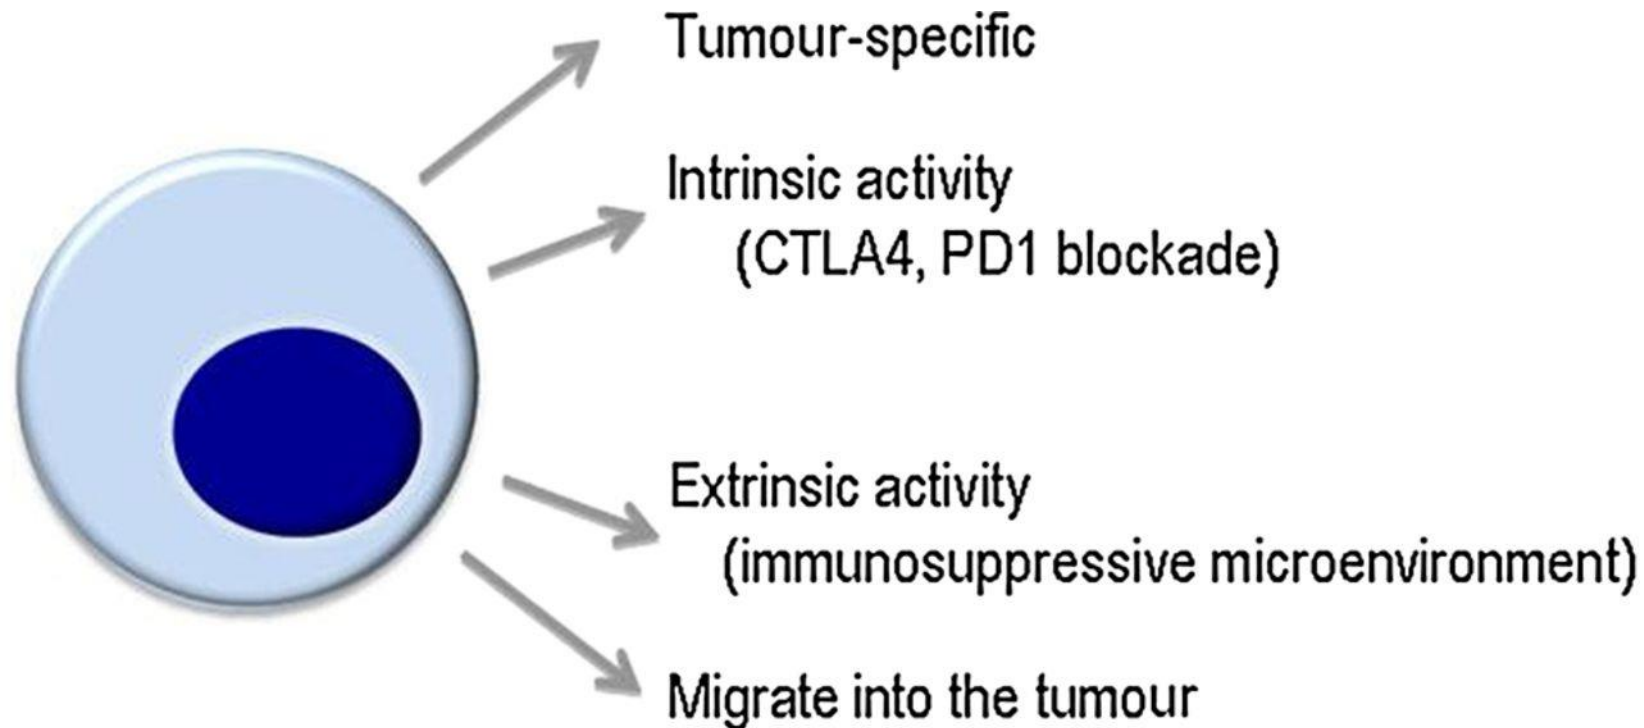 Tumour-specific
Intrinsic activity
(CTLA4, PD1 blockade)
Extrinsic activity
(immunosuppressive microenvironment)
Migrate into the tumour